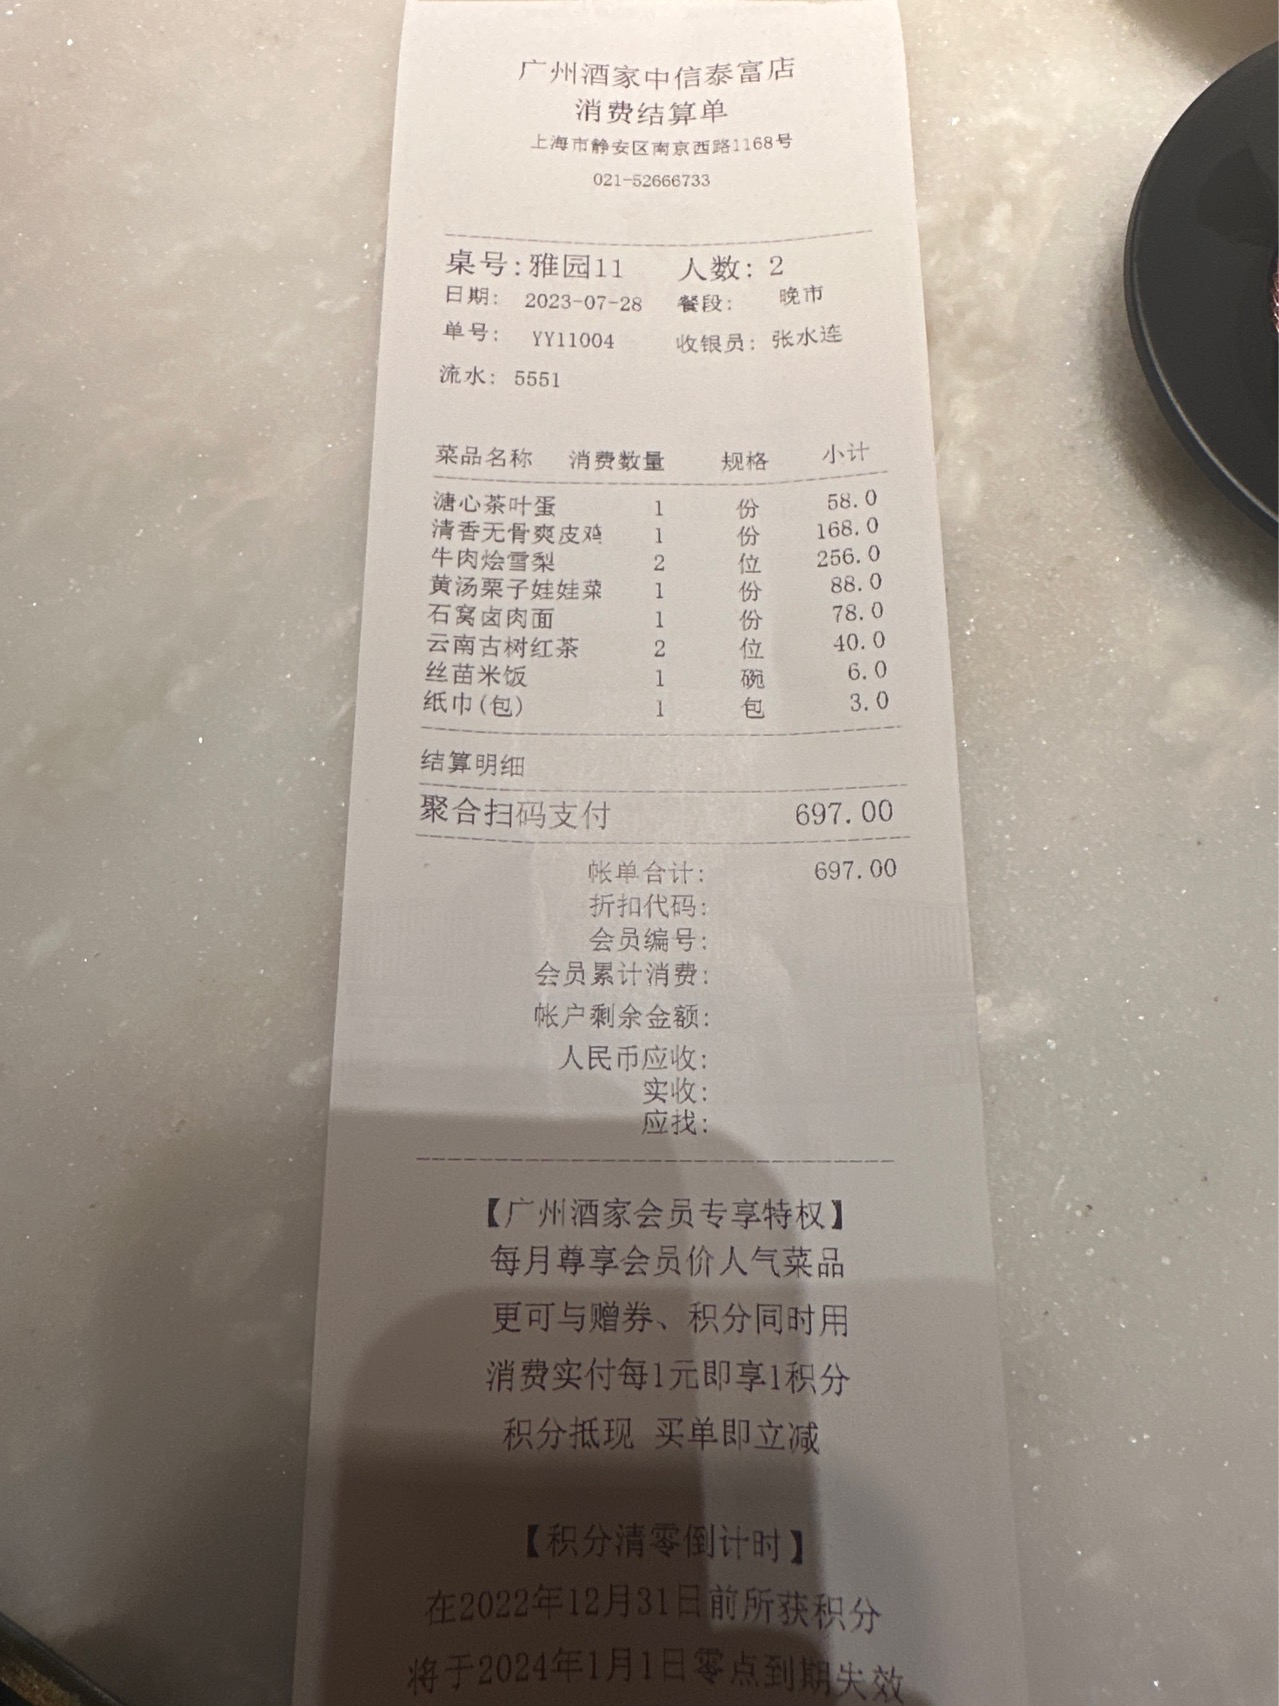 广州酒家中信泰富店
消费结算单
上海市静安区南京西路1168号
021-52666733
桌号:雅园11 人数: 2
日期: 2023-07-28 餐段: 晚市
单号: YY11004 收银员: 张水连
流水: 5551
菜品名称 消费数量 规格 小计
溏心茶叶蛋 1 份 58.0
清香无骨爽皮鸡 1 份 168.0
牛肉烩雪梨 2 位 256.0
黄汤栗子娃娃菜 1 份 88.0
石窝卤肉面 1 份 78.0
云南古树红茶 2 位 40.0
丝苗米饭 1 碗 6.0
纸巾(包) 1 包 3.0
结算明细
聚合扫码支付 697.00
帐单合计: 697.00
折扣代码:
会员编号:
会员累计消费:
帐户剩余金额:
人民币应收:
实收:
应找:
【广州酒家会员专享特权】
每月尊享会员价人气菜品
更可与赠券、积分同时用
消费实付每1元即享1积分
积分抵现 买单即立减
【积分清零倒计时】
在2022年12月31日前所获积分
将于2024年1月1日零点到期失效